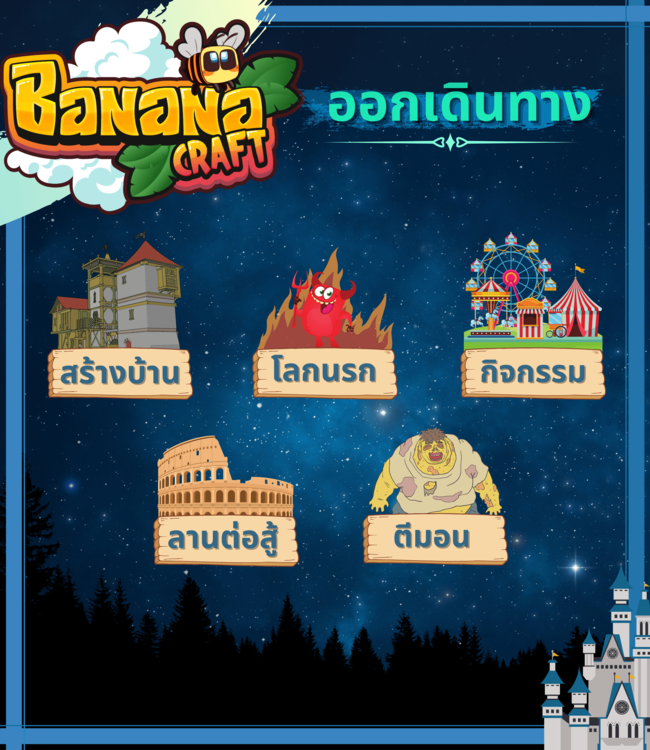 BANANA
CRAFT
ออกเดินทาง
สร้างบ้าน
โลกนรก
กิจกรรม
ลานต่อสู้
ตีมอน